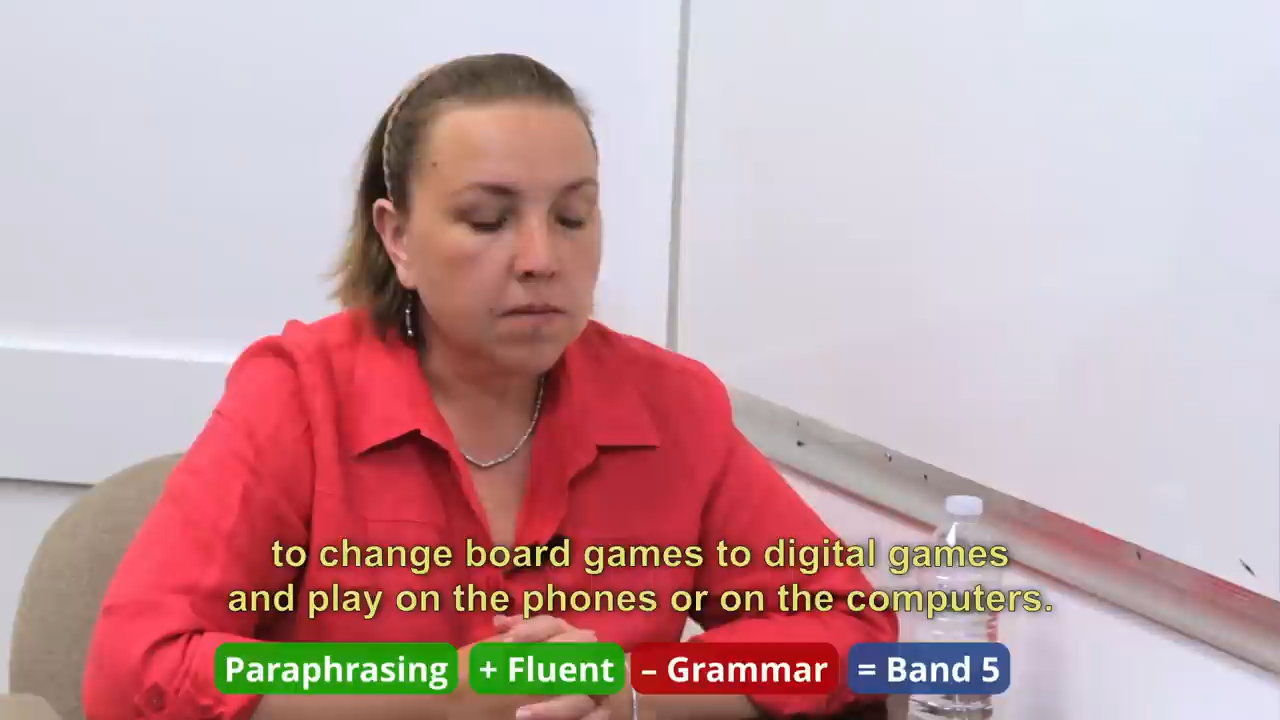 to change board games to digital games
and play on the phones or on the computers.
Paraphrasing + Fluent – Grammar = Band 5